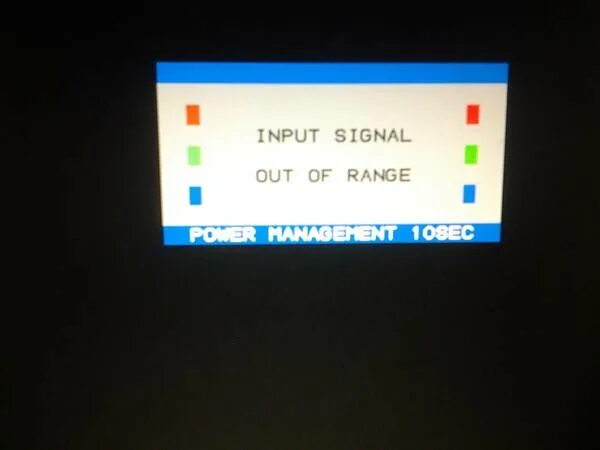 INPUT SIGNAL
OUT OF RANGE
POWER MANAGEMENT 10SEC